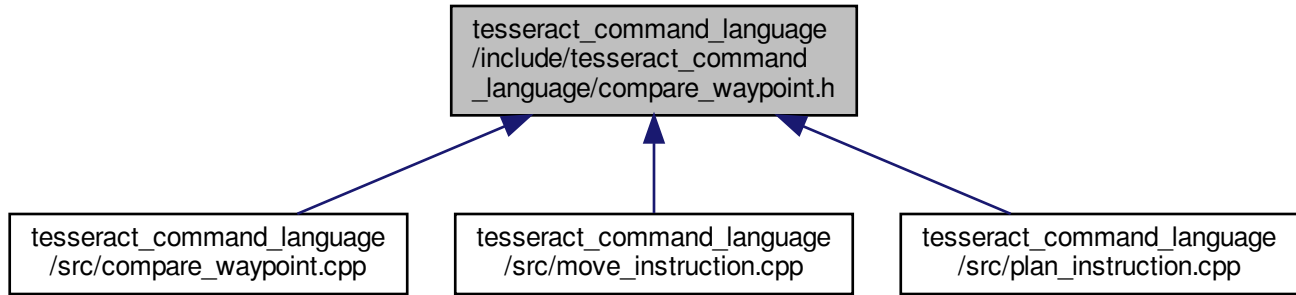 tesseract_command_language
/include/tesseract_command
_language/compare_waypoint.h
tesseract_command_language
/src/compare_waypoint.cpp
tesseract_command_language
/src/move_instruction.cpp
tesseract_command_language
/src/plan_instruction.cpp